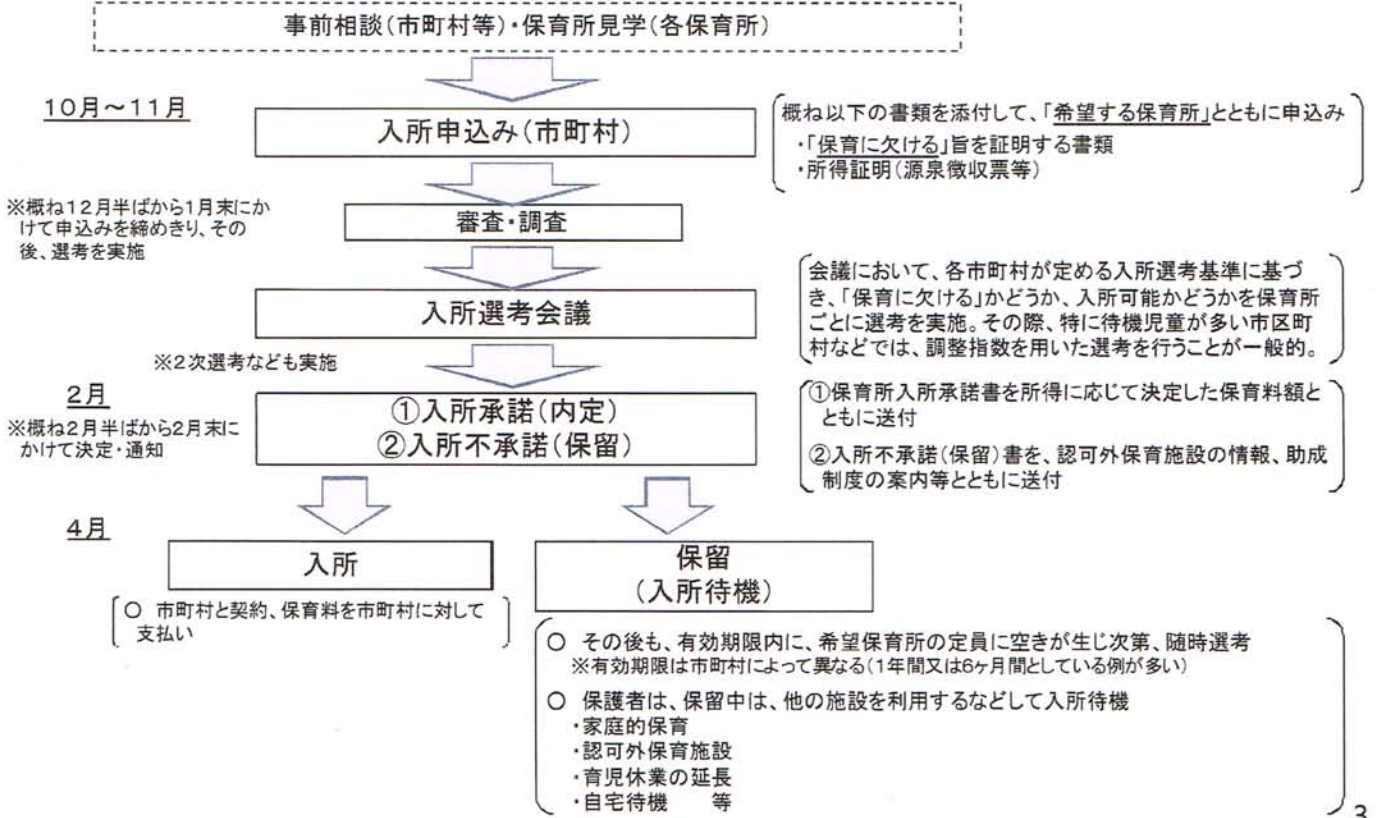 事前相談(市町村等)・保育所見学(各保育所)
10月～11月
入所申込み(市町村)
概ね以下の書類を添付して、「希望する保育所」とともに申込み
・「保育に欠ける」旨を証明する書類
・所得証明(源泉徴収票等)
※概ね12月半ばから1月末にか
けて申込みを締めきり、その
後、選考を実施
審査・調査
入所選考会議
会議において、各市町村が定める入所選考基準に基づ
き、「保育に欠ける」かどうか、入所可能かどうかを保育所
ごとに選考を実施。その際、特に待機児童が多い市区町
村などでは、調整指数を用いた選考を行うことが一般的。
※2次選考なども実施
2月
※概ね2月半ばから2月末に
かけて決定・通知
①入所承諾(内定)
②入所不承諾(保留)
①保育所入所承諾書を所得に応じて決定した保育料額と
ともに送付
②入所不承諾(保留)書を、認可外保育施設の情報、助成
制度の案内等とともに送付
4月
入所
○ 市町村と契約、保育料を市町村に対して
支払い
保留
(入所待機)
○ その後も、有効期限内に、希望保育所の定員に空きが生じ次第、随時選考
※有効期限は市町村によって異なる(1年間又は6ヶ月間としている例が多い)
○ 保護者は、保留中は、他の施設を利用するなどして入所待機
・家庭的保育
・認可外保育施設
・育児休業の延長
・自宅待機 等
3